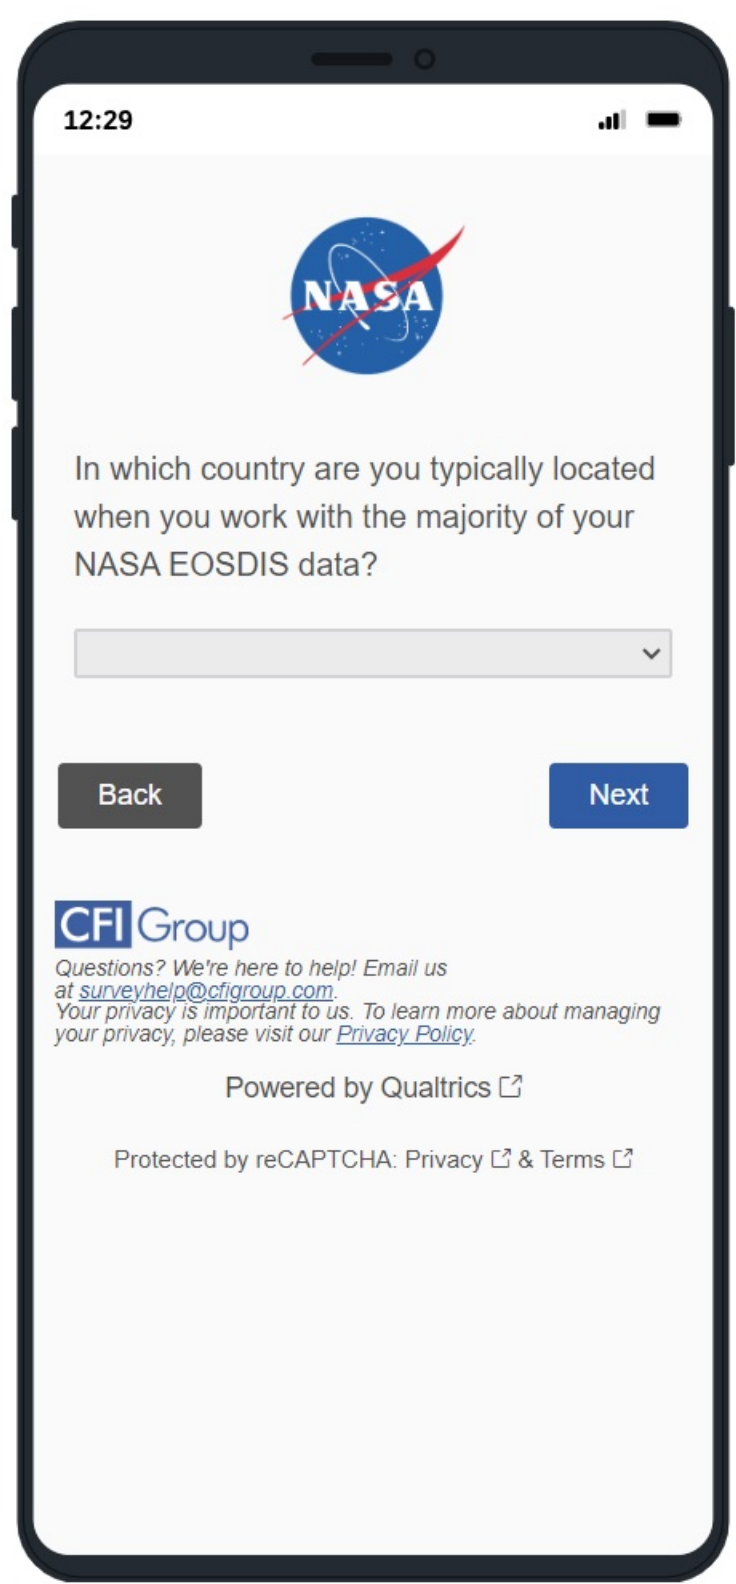 12:29
NASA
In which country are you typically located
when you work with the majority of your
NASA EOSDIS data?
Back
Next
CFI Group
Questions? We're here to help! Email us
at surveyhelp@cfigroup.com.
Your privacy is important to us. To learn more about managing
your privacy, please visit our Privacy Policy.
Powered by Qualtrics
Protected by reCAPTCHA: Privacy & Terms